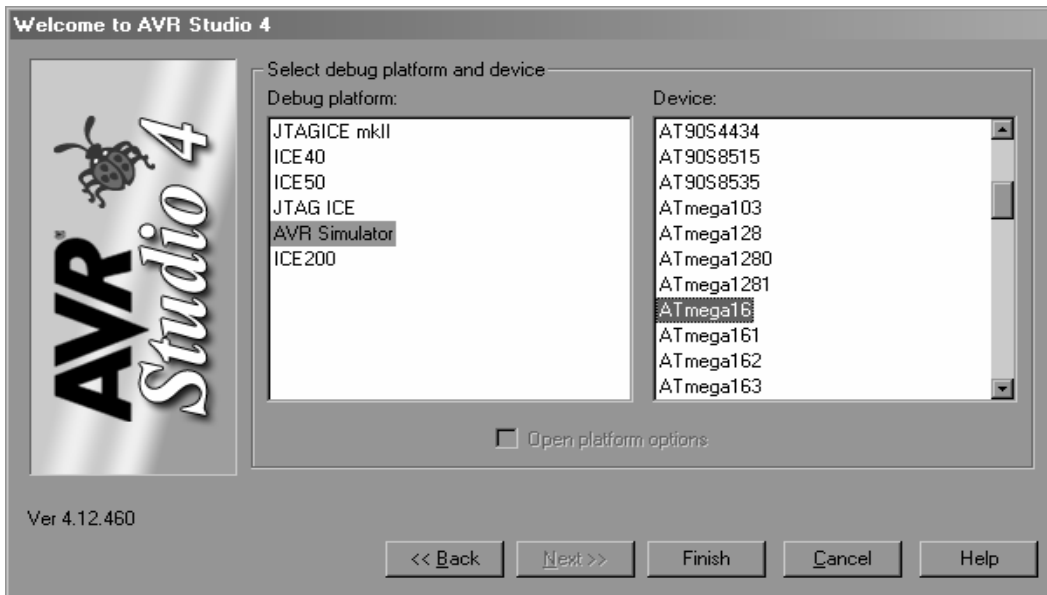 Welcome to AVR Studio 4
AVR®
Studio 4
Select debug platform and device
Debug platform:
JTAGICE mkII
ICE40
ICE50
JTAG ICE
AVR Simulator
ICE200
Device:
AT90S4434
AT90S8515
AT90S8535
ATmega103
ATmega128
ATmega1280
ATmega1281
ATmega16
ATmega161
ATmega162
ATmega163
Open platform options
Ver 4.12.460
<< Back
Next >>
Finish
Cancel
Help